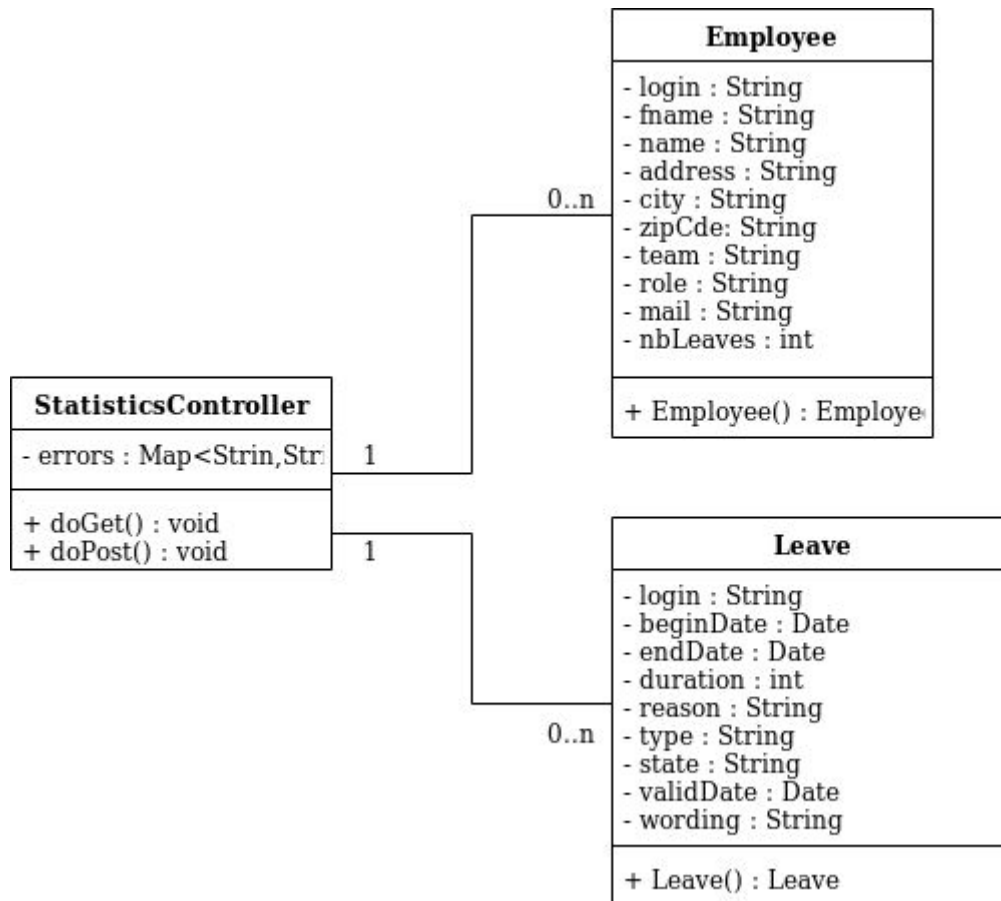 Employee
- login : String
- fname : String
- name : String
- address : String
- city : String
- zipCde: String
- team : String
- role : String
- mail : String
- nbLeaves : int
+ Employee() : Employe
0..n
StatisticsController
- errors : Map<Strin,Stri
+ doGet() : void
+ doPost() : void
1
1
0..n
Leave
- login : String
- beginDate : Date
- endDate : Date
- duration : int
- reason : String
- type : String
- state : String
- validDate : Date
- wording : String
+ Leave() : Leave